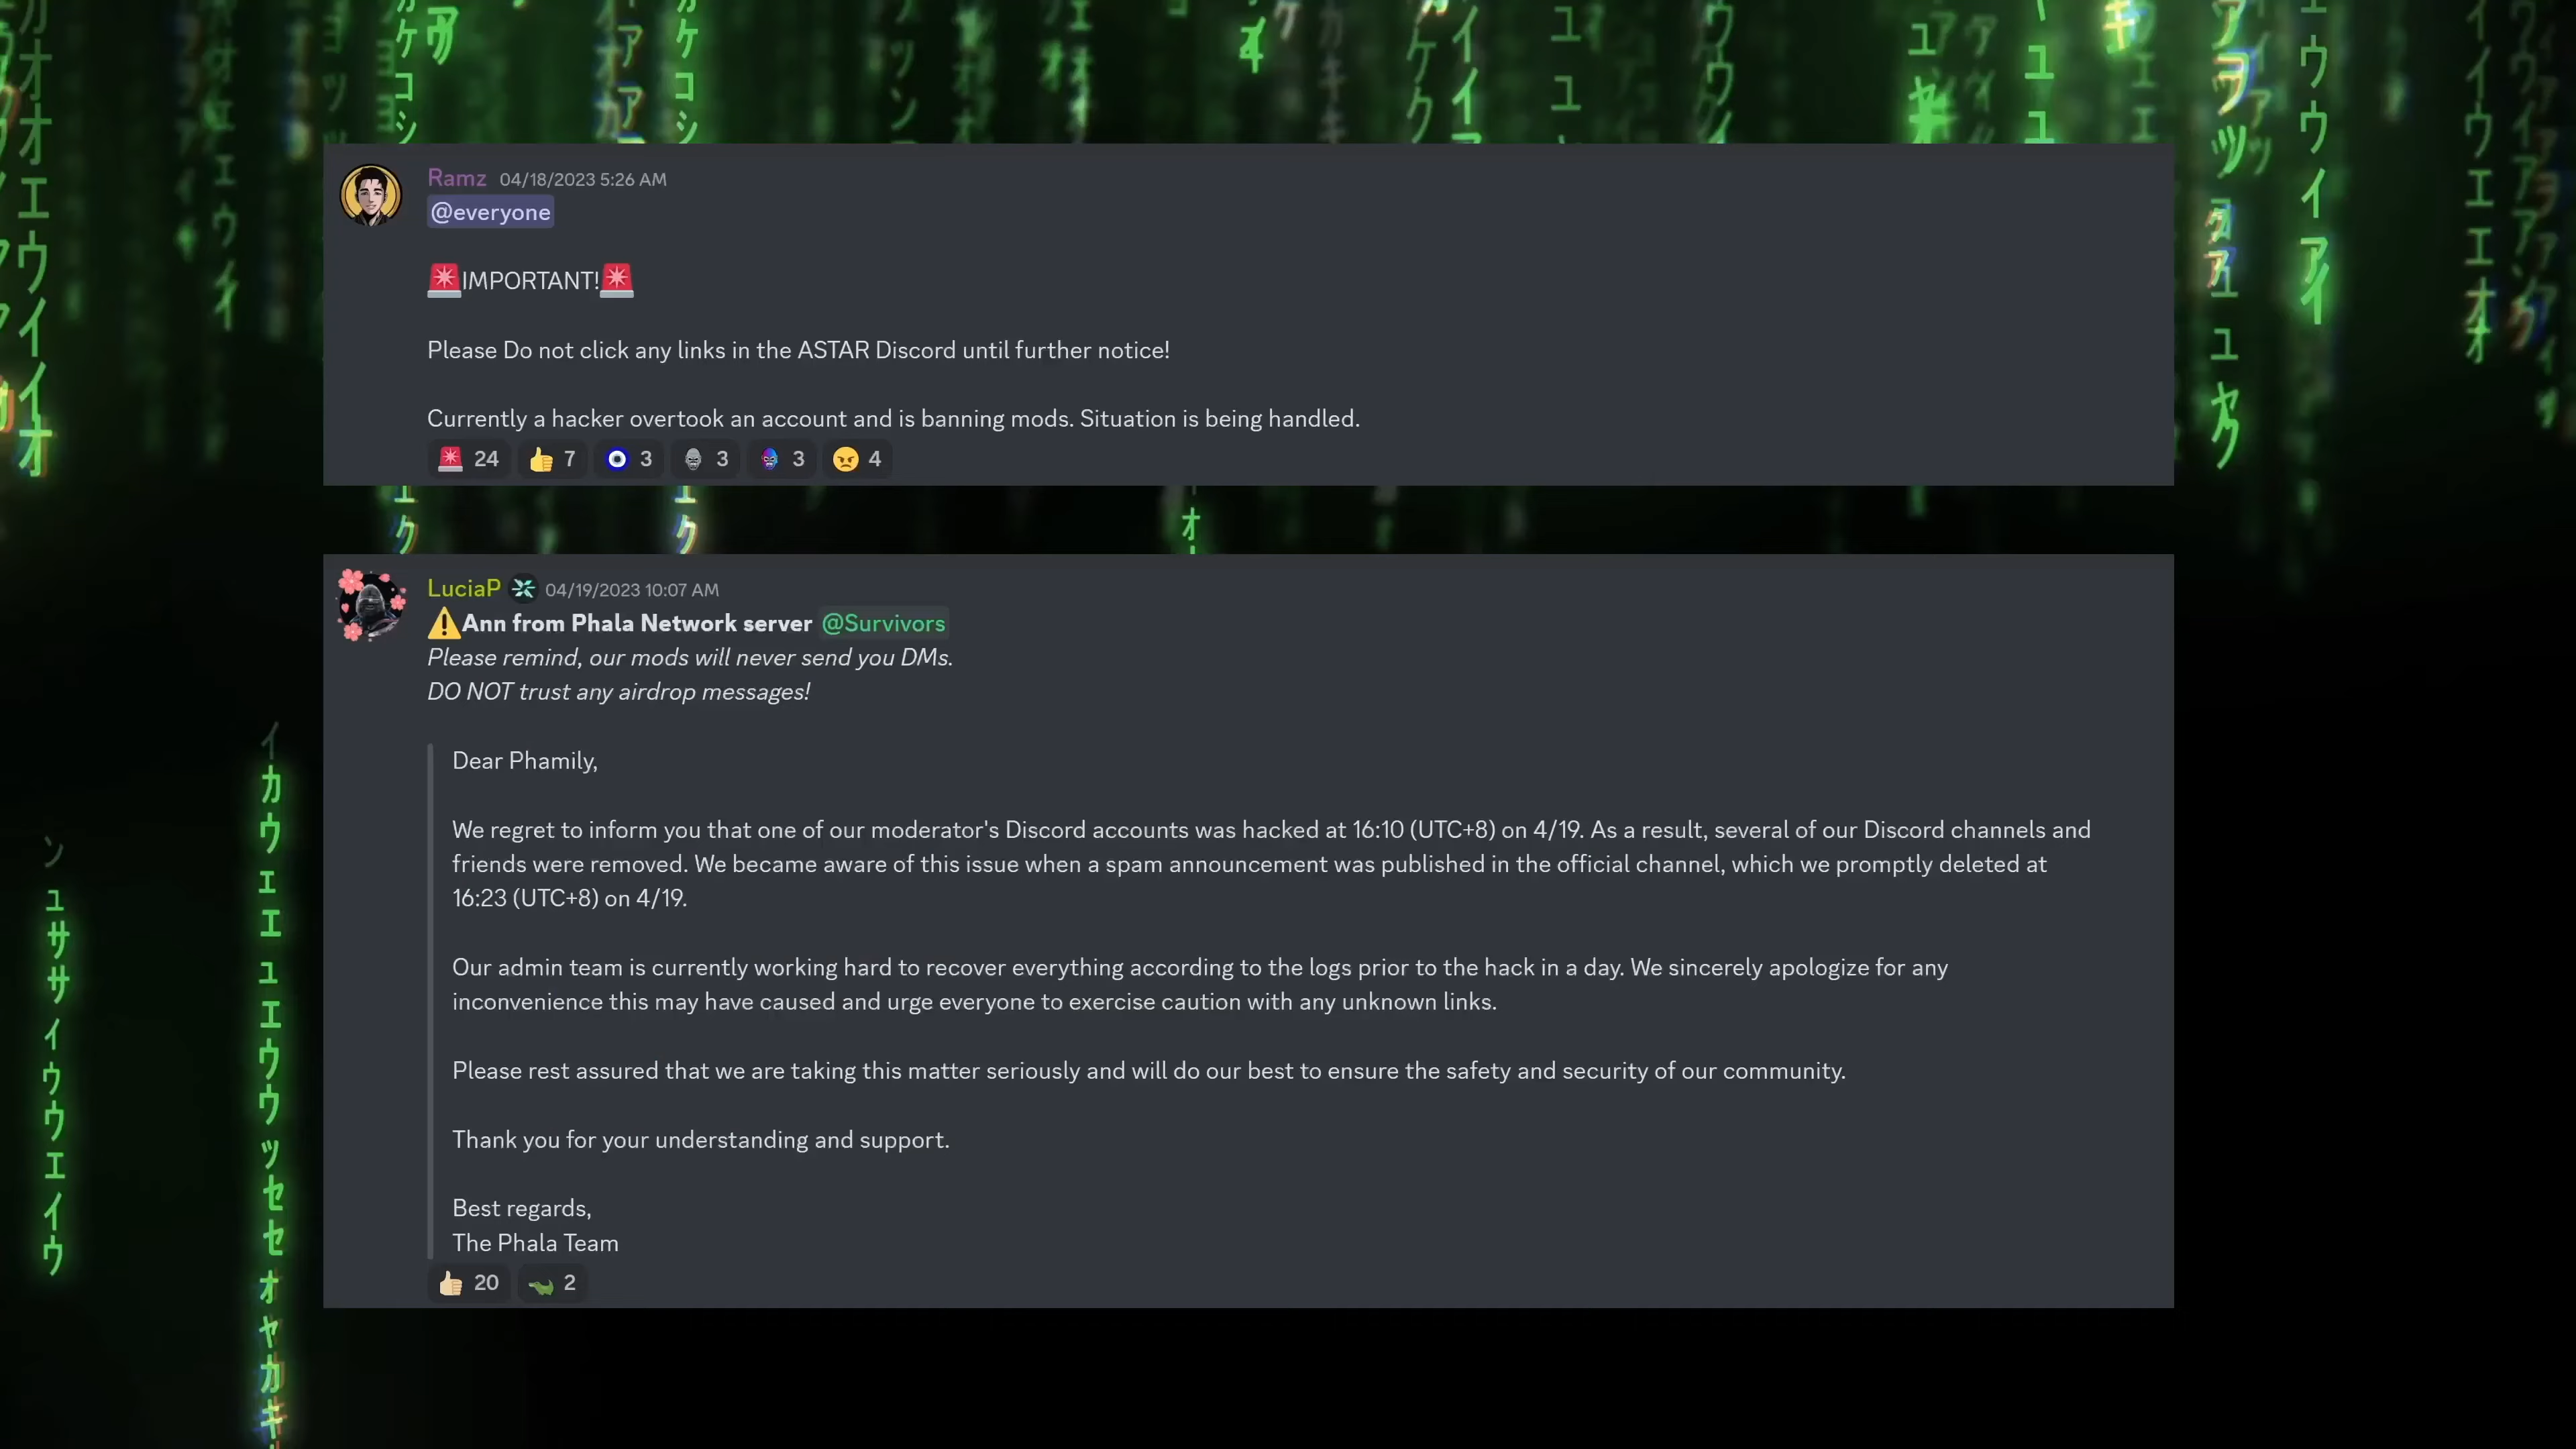 Ramz 04/18/2023 5:26 AM
@everyone
🚨IMPORTANT!🚨
Please Do not click any links in the ASTAR Discord until further notice!
Currently a hacker overtook an account and is banning mods. Situation is being handled.
24 7 3 3 3 4
LuciaP 04/19/2023 10:07 AM
⚠️Ann from Phala Network server @Survivors
Please remind, our mods will never send you DMs.
DO NOT trust any airdrop messages!
Dear Phamily,
We regret to inform you that one of our moderator's Discord accounts was hacked at 16:10 (UTC+8) on 4/19. As a result, several of our Discord channels and
friends were removed. We became aware of this issue when a spam announcement was published in the official channel, which we promptly deleted at
16:23 (UTC+8) on 4/19.
Our admin team is currently working hard to recover everything according to the logs prior to the hack in a day. We sincerely apologize for any
inconvenience this may have caused and urge everyone to exercise caution with any unknown links.
Please rest assured that we are taking this matter seriously and will do our best to ensure the safety and security of our community.
Thank you for your understanding and support.
Best regards,
The Phala Team
20 2